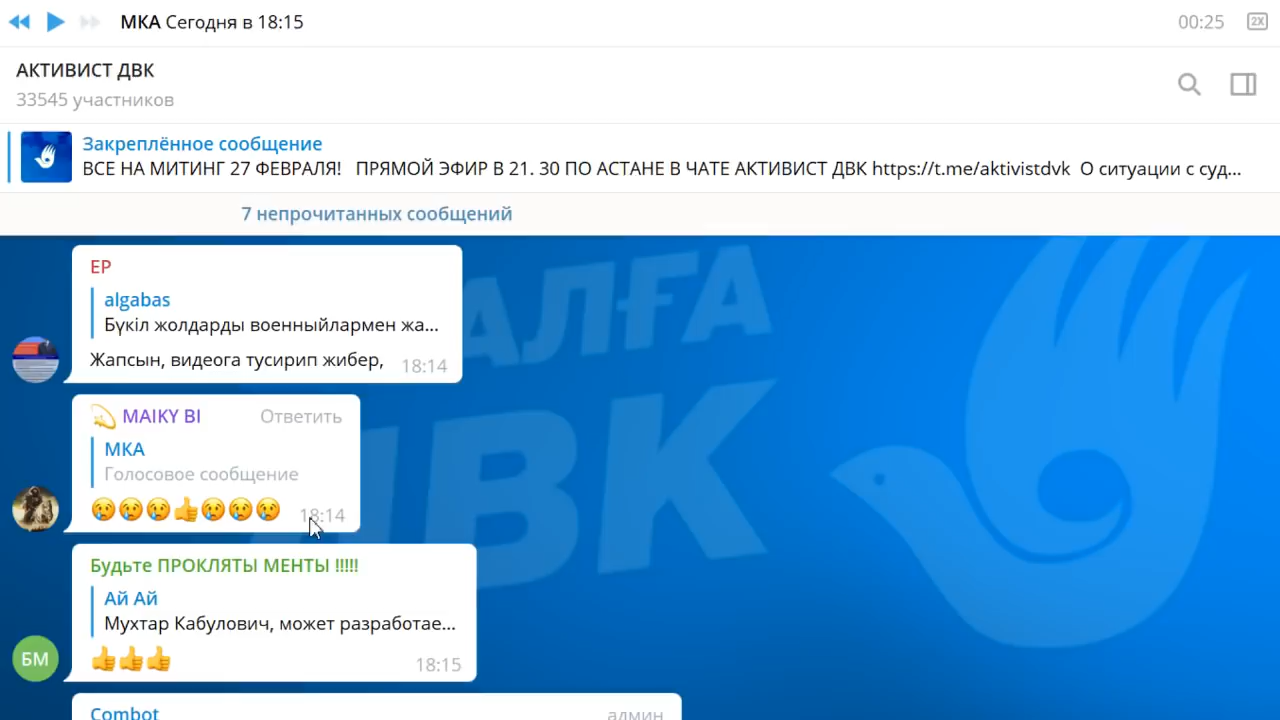 МКА Сегодня в 18:15
00:25
2X
АКТИВИСТ ДВК
33545 участников
Закреплённое сообщение
ВСЕ НА МИТИНГ 27 ФЕВРАЛЯ! ПРЯМОЙ ЭФИР В 21. 30 ПО АСТАНЕ В ЧАТЕ АКТИВИСТ ДВК https://t.me/aktivistdvk О ситуации с суд...
7 непрочитанных сообщений
ЕР
algabas
Бүкіл жолдарды военныйлармен жа...
Жапсын, видеога тусирип жибер,
18:14
АЛҒА
ДВК
MAIKY BI
Ответить
МКА
Голосовое сообщение
18:14
Будьте ПРОКЛЯТЫ МЕНТЫ !!!!!
Ай Ай
Мухтар Кабулович, может разработае...
БМ
18:15
Combot
админ